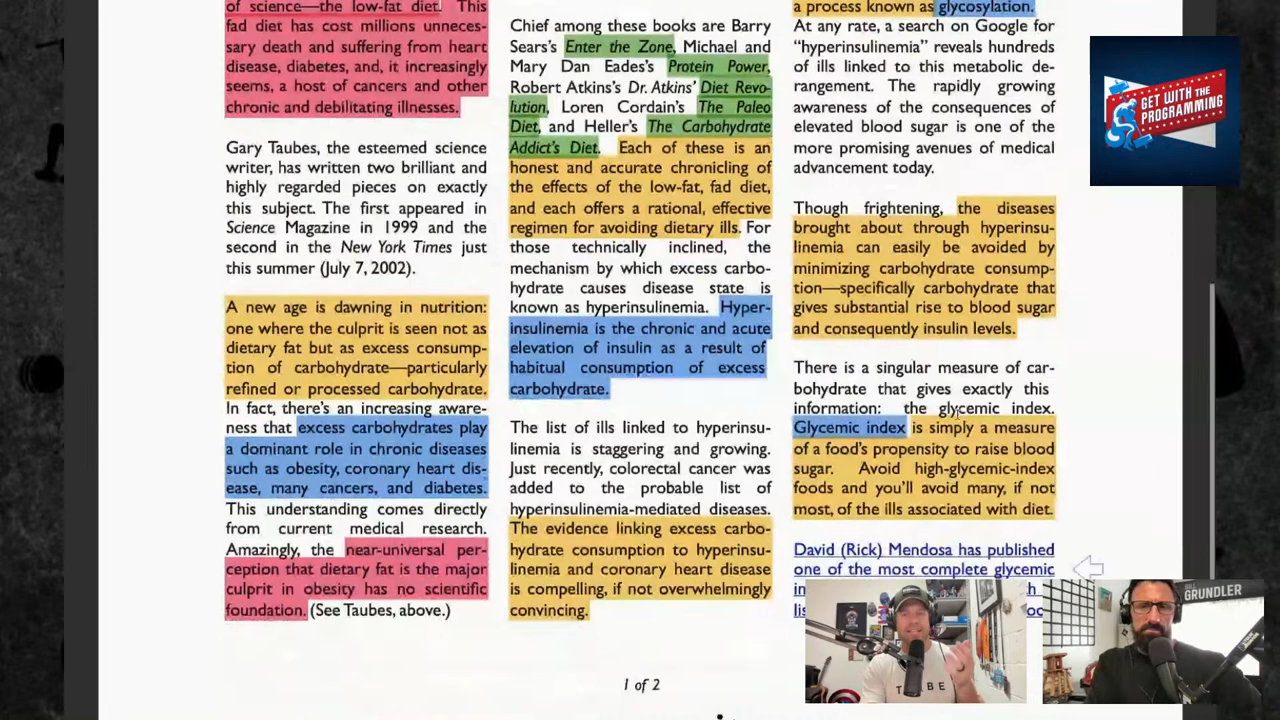 of science—the low-fat diet. This
fad diet has cost millions unneces-
sary death and suffering from heart
disease, diabetes, and, it increasingly
seems, a host of cancers and other
chronic and debilitating illnesses.
Gary Taubes, the esteemed science
writer, has written two brilliant and
highly regarded pieces on exactly
this subject. The first appeared in
Science Magazine in 1999 and the
second in the New York Times just
this summer (July 7, 2002).
A new age is dawning in nutrition:
one where the culprit is seen not as
dietary fat but as excess consump-
tion of carbohydrate—particularly
refined or processed carbohydrate.
In fact, there's an increasing aware-
ness that excess carbohydrates play
a dominant role in chronic diseases
such as obesity, coronary heart dis-
ease, many cancers, and diabetes.
This understanding comes directly
from current medical research.
Amazingly, the near-universal per-
ception that dietary fat is the major
culprit in obesity has no scientific
foundation. (See Taubes, above.)
Chief among these books are Barry
Sears's Enter the Zone, Michael and
Mary Dan Eades's Protein Power,
Robert Atkins's Dr. Atkins' Diet Revo-
lution, Loren Cordain's The Paleo
Diet, and Heller's The Carbohydrate
Addict's Diet. Each of these is an
honest and accurate chronicling of
the effects of the low-fat, fad diet,
and each offers a rational, effective
regimen for avoiding dietary ills. For
those technically inclined, the
mechanism by which excess carbo-
hydrate causes disease state is
known as hyperinsulinemia. Hyper-
insulinemia is the chronic and acute
elevation of insulin as a result of
habitual consumption of excess
carbohydrate.
The list of ills linked to hyperinsu-
linemia is staggering and growing.
Just recently, colorectal cancer was
added to the probable list of
hyperinsulinemia-mediated diseases.
The evidence linking excess carbo-
hydrate consumption to hyperinsu-
linemia and coronary heart disease
is compelling, if not overwhelmingly
convincing.
a process known as glycosylation.
At any rate, a search on Google for
“hyperinsulinemia” reveals hundreds
of ills linked to this metabolic de-
rangement. The rapidly growing
awareness of the consequences of
elevated blood sugar is one of the
more promising avenues of medical
advancement today.
Though frightening, the diseases
brought about through hyperinsu-
linemia can easily be avoided by
minimizing carbohydrate consump-
tion—specifically carbohydrate that
gives substantial rise to blood sugar
and consequently insulin levels.
There is a singular measure of car-
bohydrate that gives exactly this
information: the glycemic index.
Glycemic index is simply a measure
of a food's propensity to raise blood
sugar. Avoid high-glycemic-index
foods and you'll avoid many, if not
most, of the ills associated with diet.
David (Rick) Mendosa has published
one of the most complete glycemic
1 of 2
GET WITH THE
PROGRAMMING
TRIBE
GRUNDLER